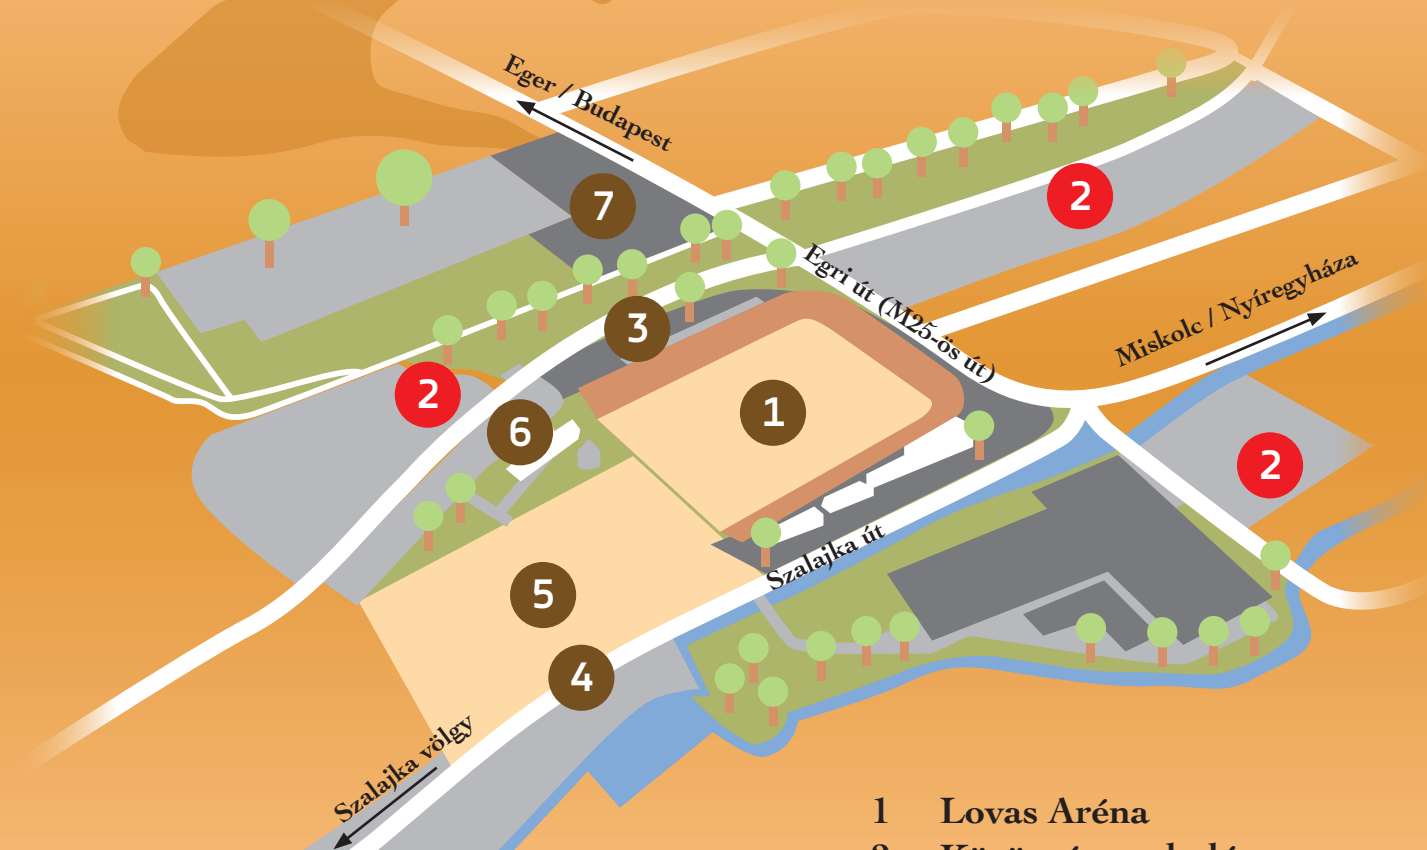 Eger / Budapest
7
2
Egri út (M25-ös út)
Miskolc / Nyíregyháza
3
2
1
6
2
Szalajka út
5
4
Szalajka völgy
1 Lovas Aréna